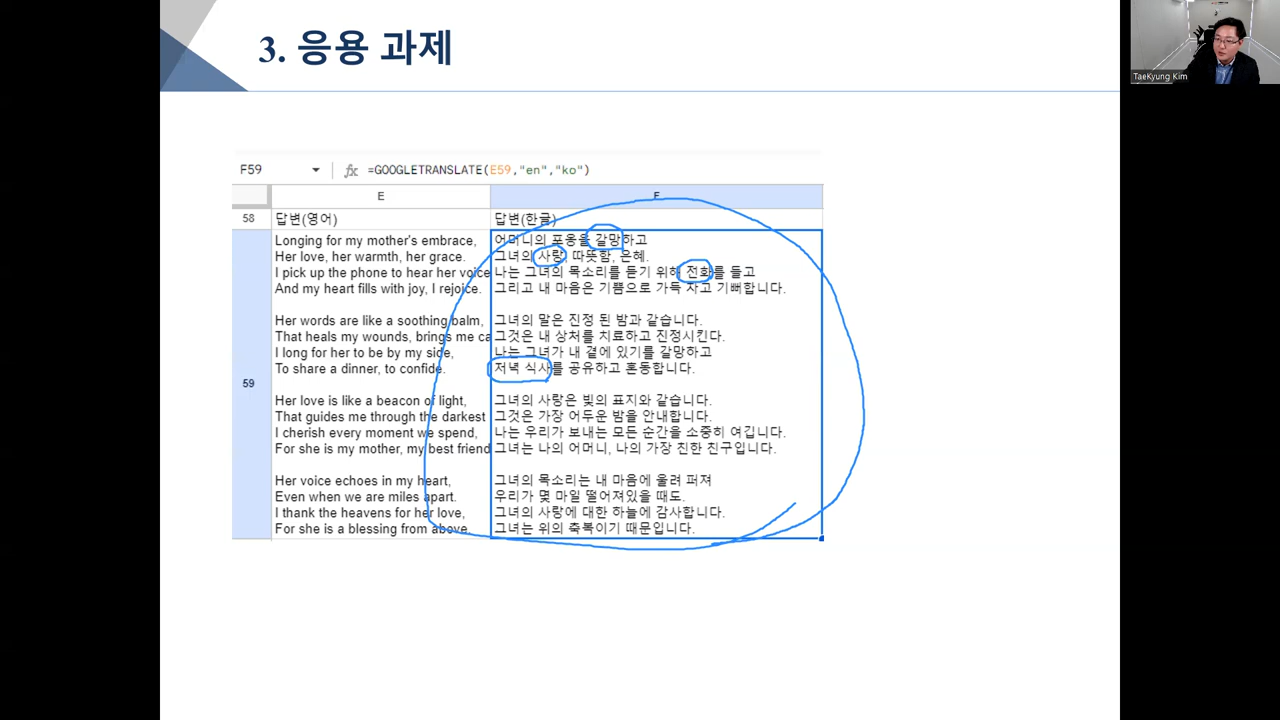 3. 응용 과제
TaeKyung Kim
F59
fx =GOOGLETRANSLATE(E59,"en","ko")
E F
58 답변(영어) 답변(한글)
59
Longing for my mother's embrace,
Her love, her warmth, her grace.
I pick up the phone to hear her voice
And my heart fills with joy, I rejoice.
Her words are like a soothing balm,
That heals my wounds, brings me ca
I long for her to be by my side,
To share a dinner, to confide.
Her love is like a beacon of light,
That guides me through the darkest
I cherish every moment we spend,
For she is my mother, my best friend
Her voice echoes in my heart,
Even when we are miles apart.
I thank the heavens for her love,
For she is a blessing from above,
어머니의 포옹을 갈망하고
그녀의 사랑, 따뜻함, 은혜.
나는 그녀의 목소리를 듣기 위해 전화를 들고
그리고 내 마음은 기쁨으로 가득 차고 기뻐합니다.
그녀의 말은 진정 된 밤과 같습니다.
그것은 내 상처를 치료하고 진정시킨다.
나는 그녀가 내 곁에 있기를 갈망하고
저녁 식사를 공유하고 혼동합니다.
그녀의 사랑은 빛의 표지와 같습니다.
그것은 가장 어두운 밤을 안내합니다.
나는 우리가 보내는 모든 순간을 소중히 여깁니다.
그녀는 나의 어머니, 나의 가장 친한 친구입니다.
그녀의 목소리는 내 마음에 울려 퍼져
우리가 몇 마일 떨어져있을 때도.
그녀의 사랑에 대한 하늘에 감사합니다.
그녀는 위의 축복이기 때문입니다.